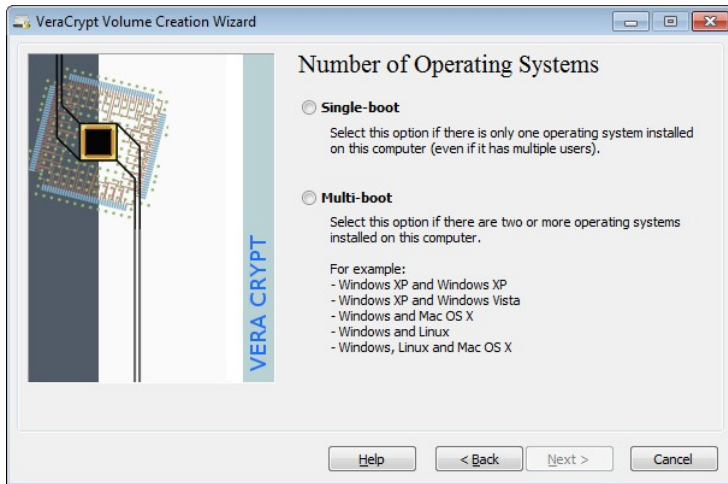 VeraCrypt Volume Creation Wizard
VERA CRYPT
Number of Operating Systems
Single-boot
Select this option if there is only one operating system installed
on this computer (even if it has multiple users).
Multi-boot
Select this option if there are two or more operating systems
installed on this computer.
For example:
- Windows XP and Windows XP
- Windows XP and Windows Vista
- Windows and Mac OS X
- Windows and Linux
- Windows, Linux and Mac OS X
Help
< Back
Next >
Cancel